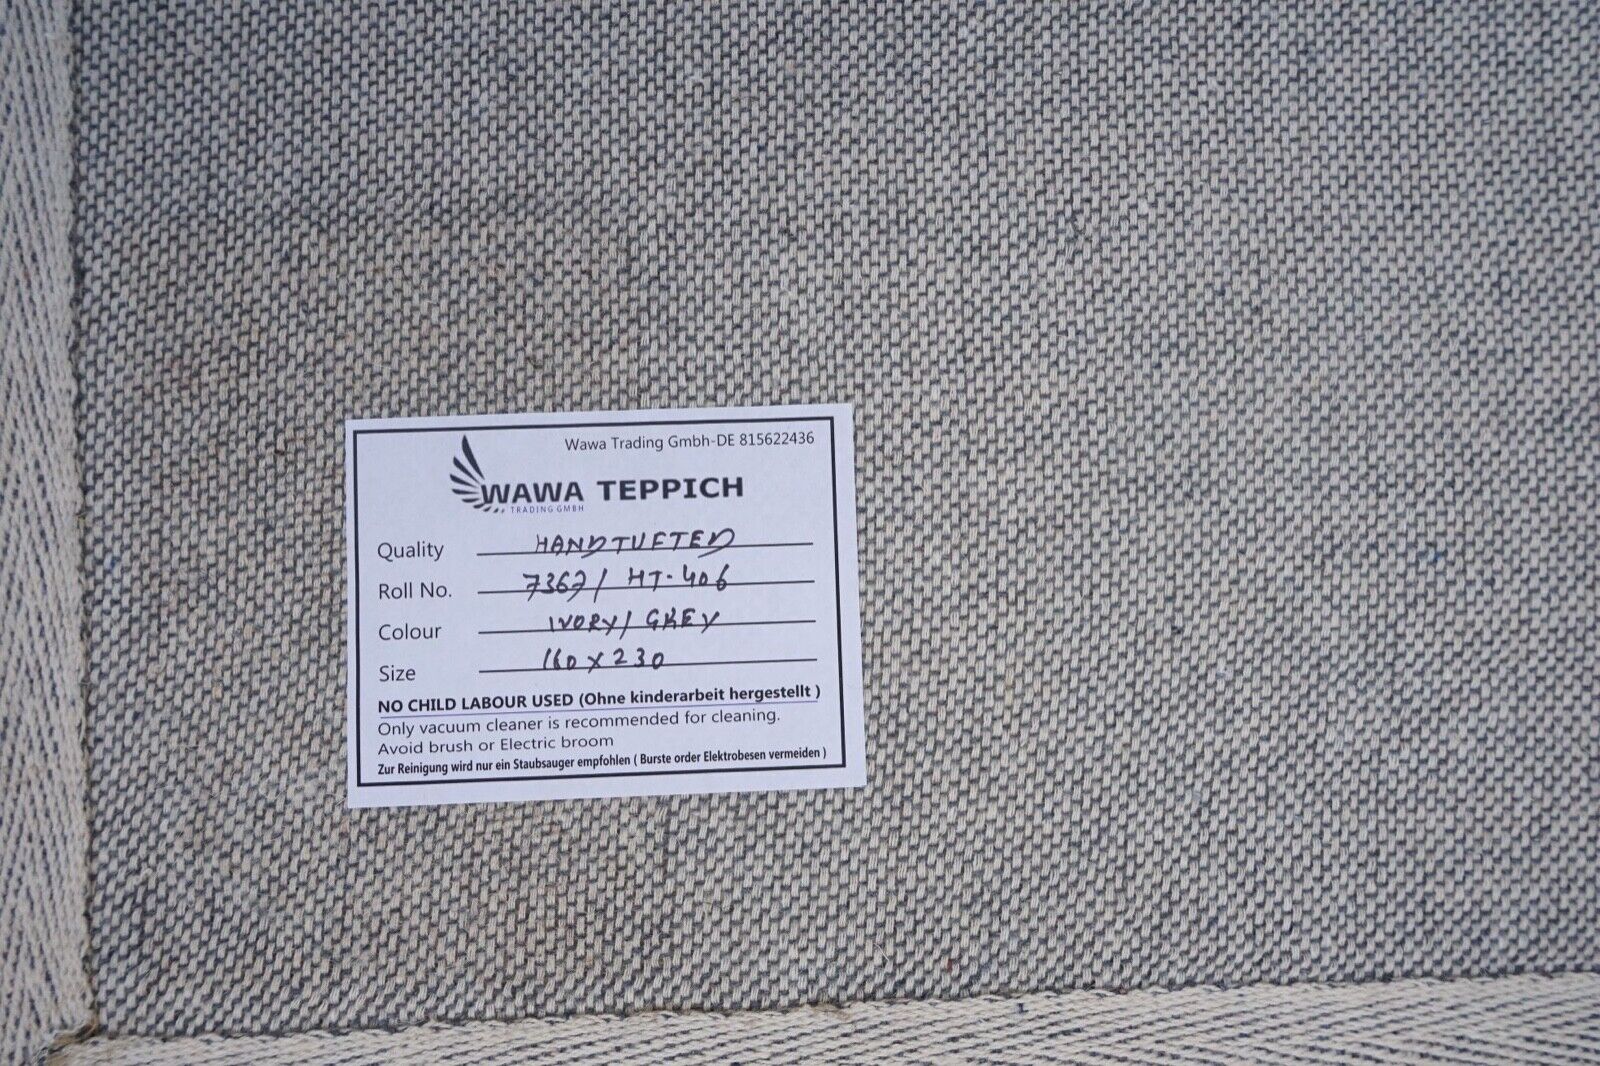 Wawa Trading Gmbh-DE 815622436
WAWA TEPPICH
TRADING GMBH
Quality HANDTUFTED
Roll No. 7367/ HT-406
Colour IVORY/ GREY
Size 160 x 230
NO CHILD LABOUR USED (Ohne kinderarbeit hergestellt )
Only vacuum cleaner is recommended for cleaning.
Avoid brush or Electric broom
Zur Reinigung wird nur ein Staubsauger empfohlen ( Burste order Elektrobesen vermeiden )